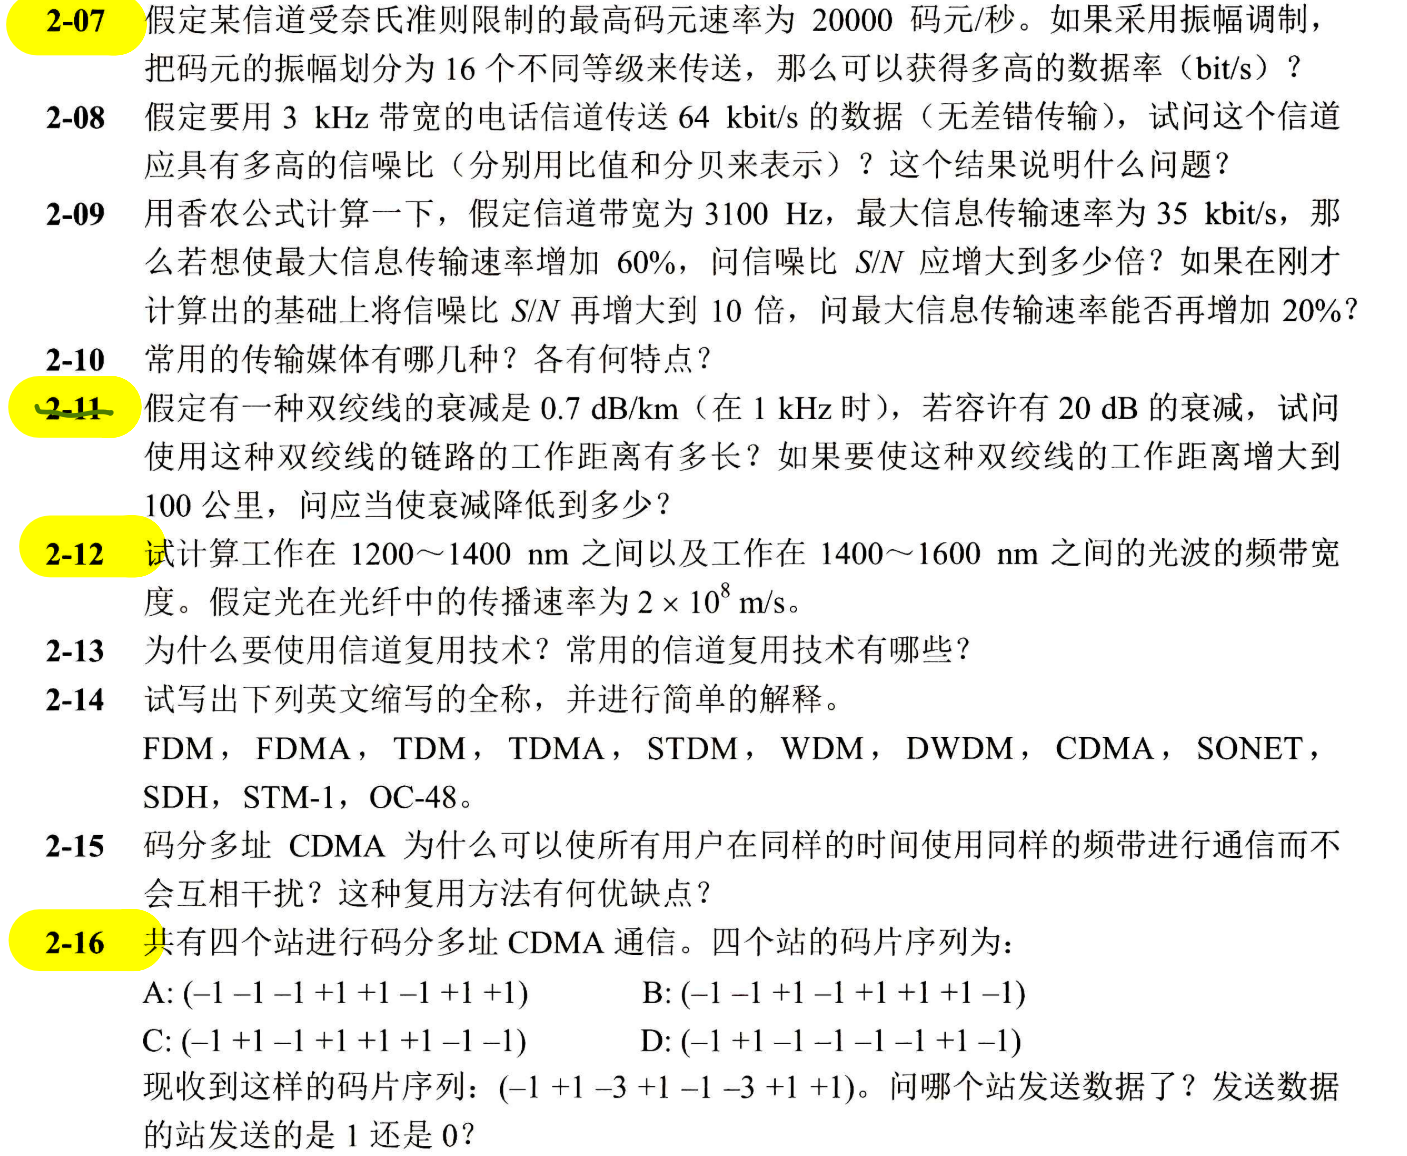 2-07 假定某信道受奈氏准则限制的最高码元速率为 20000 码元/秒。如果采用振幅调制，
把码元的振幅划分为 16 个不同等级来传送，那么可以获得多高的数据率（bit/s）？
2-08 假定要用 3 kHz 带宽的电话信道传送 64 kbit/s 的数据（无差错传输），试问这个信道
应具有多高的信噪比（分别用比值和分贝来表示）？这个结果说明什么问题？
2-09 用香农公式计算一下，假定信道带宽为 3100 Hz，最大信息传输速率为 35 kbit/s，那
么若想使最大信息传输速率增加 60%，问信噪比 S/N 应增大到多少倍？如果在刚才
计算出的基础上将信噪比 S/N 再增大到 10 倍，问最大信息传输速率能否再增加 20%？
2-10 常用的传输媒体有哪几种？各有何特点？
2-11 假定有一种双绞线的衰减是 0.7 dB/km（在 1 kHz 时），若容许有 20 dB 的衰减，试问
使用这种双绞线的链路的工作距离有多长？如果要使这种双绞线的工作距离增大到
100 公里，问应当使衰减降低到多少？
2-12 试计算工作在 1200～1400 nm 之间以及工作在 1400～1600 nm 之间的光波的频带宽
度。假定光在光纤中的传播速率为 2 × 10⁸ m/s。
2-13 为什么要使用信道复用技术？常用的信道复用技术有哪些？
2-14 试写出下列英文缩写的全称，并进行简单的解释。
FDM，FDMA，TDM，TDMA，STDM，WDM，DWDM，CDMA，SONET，
SDH，STM-1，OC-48。
2-15 码分多址 CDMA 为什么可以使所有用户在同样的时间使用同样的频带进行通信而不
会互相干扰？这种复用方法有何优缺点？
2-16 共有四个站进行码分多址 CDMA 通信。四个站的码片序列为：
A: (–1 –1 –1 +1 +1 –1 +1 +1) B: (–1 –1 +1 –1 +1 +1 +1 –1)
C: (–1 +1 –1 +1 +1 +1 –1 –1) D: (–1 +1 –1 –1 –1 –1 +1 –1)
现收到这样的码片序列：(–1 +1 –3 +1 –1 –3 +1 +1)。问哪个站发送数据了？发送数据
的站发送的是 1 还是 0？